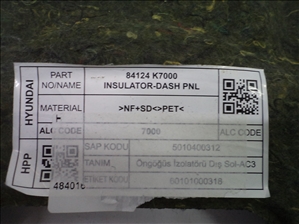 HYUNDAI
HPP
PART NO/NAME
84124 K7000
INSULATOR-DASH PNL
MATERIAL
>NF+SD<>PET<
ALC CODE 7000 ALC CODE
SAP KODU 5010400312
TANIM Öngöğüs İzolatörü Dış Sol-AC3
ETİKET KODU 50101000318
484016